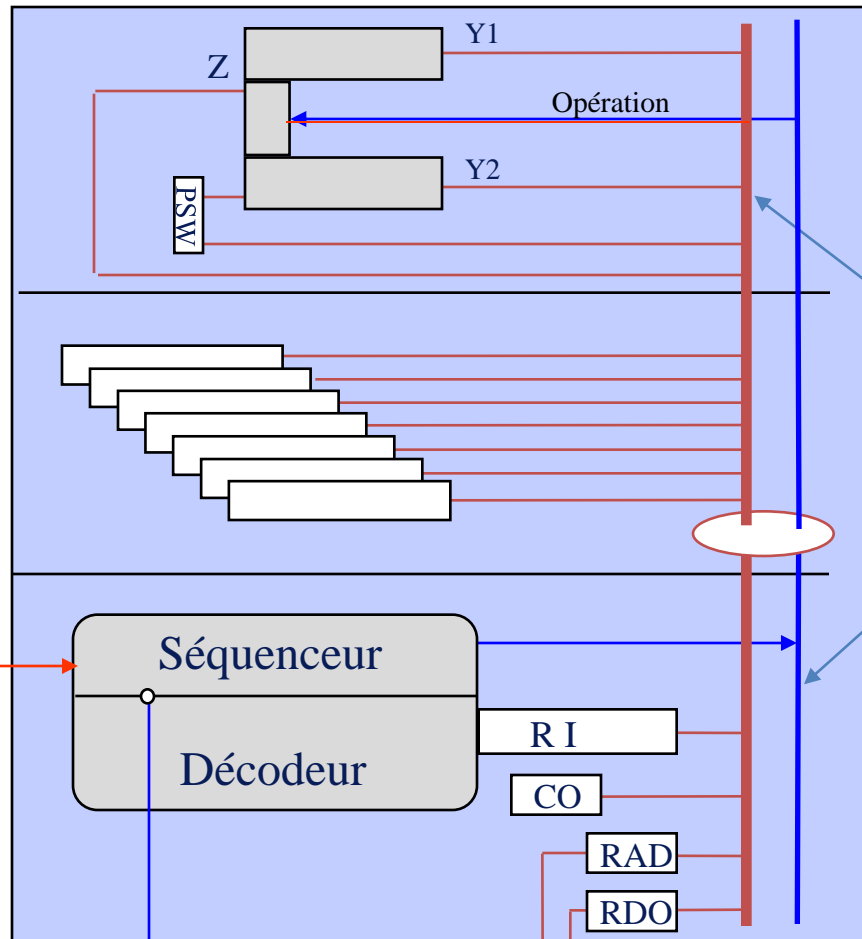 Y1
Z
Opération
Y2
PSW
Séquenceur
Décodeur
R I
CO
RAD
RDO